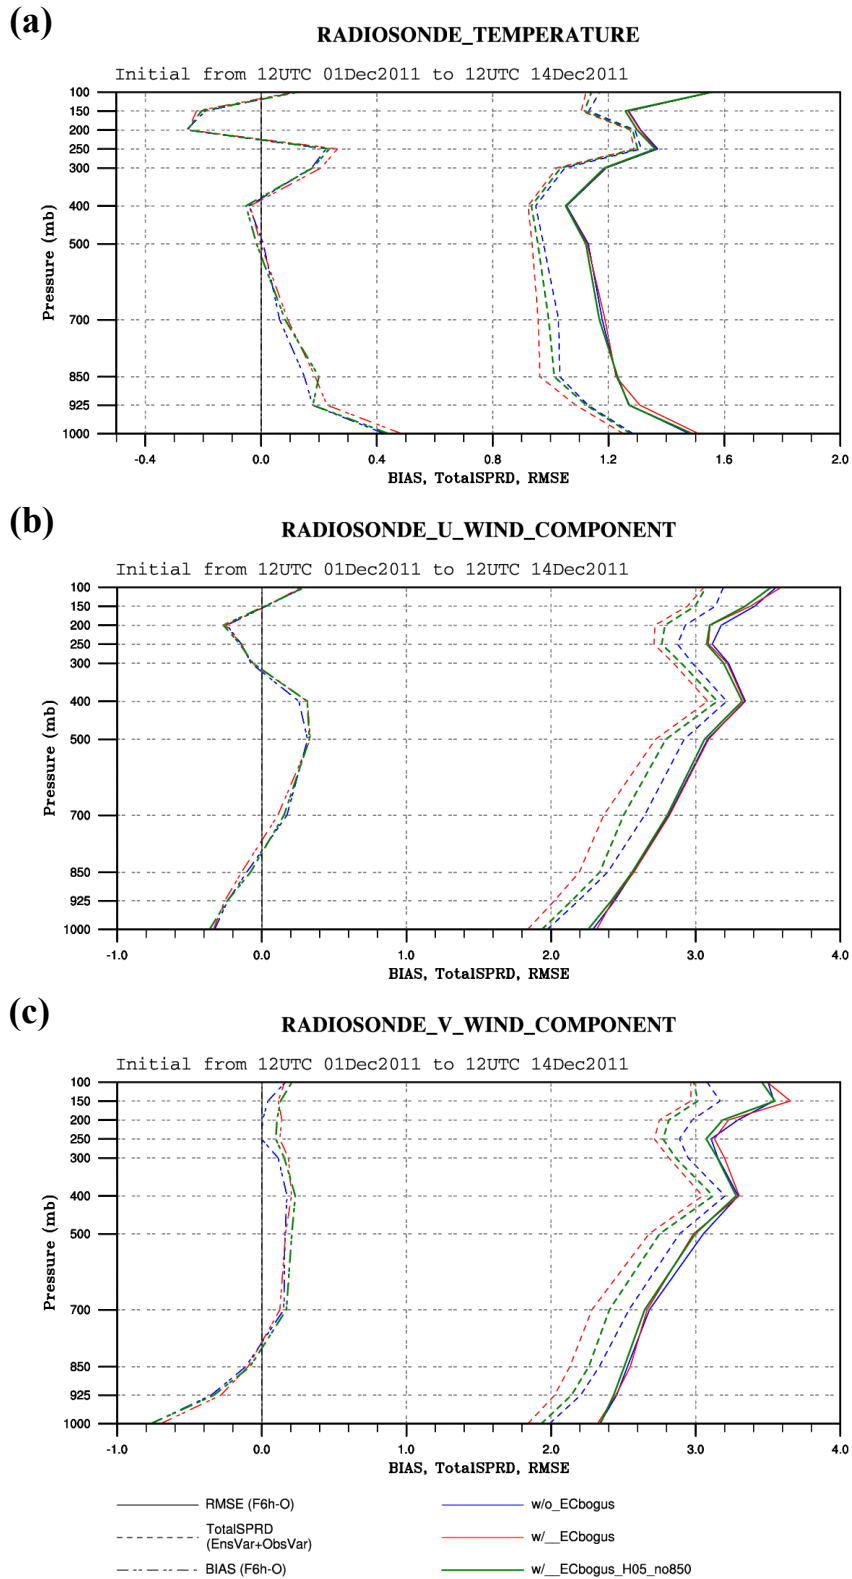 (a)
RADIOSONDE_TEMPERATURE
Initial from 12UTC 01Dec2011 to 12UTC 14Dec2011
100
150
200
250
300
400
500
700
850
925
1000
Pressure (mb)
-0.4 0.0 0.4 0.8 1.2 1.6 2.0
BIAS, TotalSPRD, RMSE
(b)
RADIOSONDE_U_WIND_COMPONENT
Initial from 12UTC 01Dec2011 to 12UTC 14Dec2011
100
150
200
250
300
400
500
700
850
925
1000
Pressure (mb)
-1.0 0.0 1.0 2.0 3.0 4.0
BIAS, TotalSPRD, RMSE
(c)
RADIOSONDE_V_WIND_COMPONENT
Initial from 12UTC 01Dec2011 to 12UTC 14Dec2011
100
150
200
250
300
400
500
700
850
925
1000
Pressure (mb)
-1.0 0.0 1.0 2.0 3.0 4.0
BIAS, TotalSPRD, RMSE
RMSE (F6h-O)
TotalSPRD
(EnsVar+ObsVar)
BIAS (F6h-O)
w/o_ECbogus
w/__ECbogus
w/__ECbogus_H05_no850